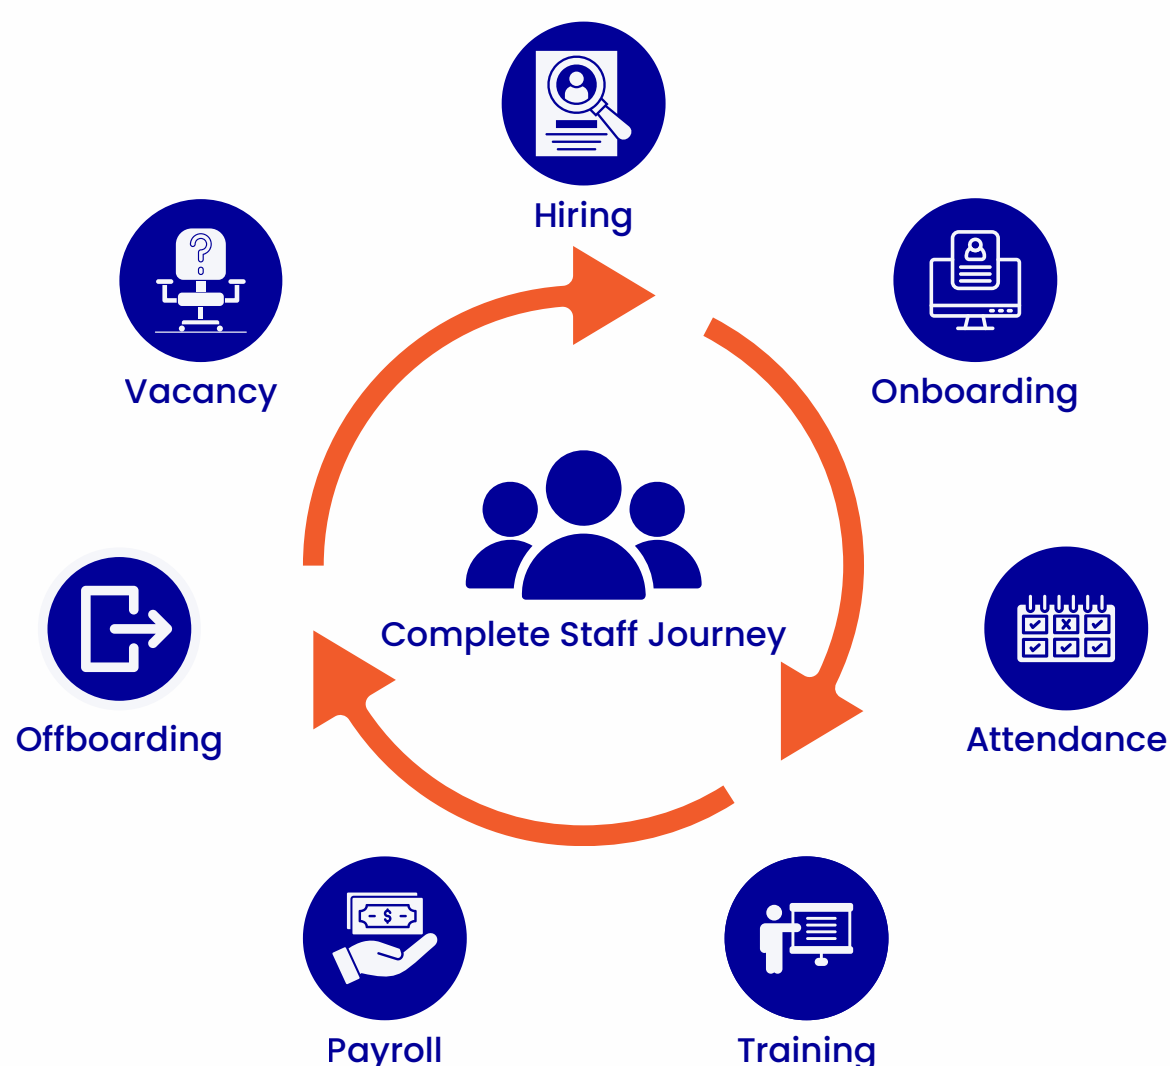 Hiring
Vacancy
Onboarding
Complete Staff Journey
Offboarding
Attendance
Payroll
Training